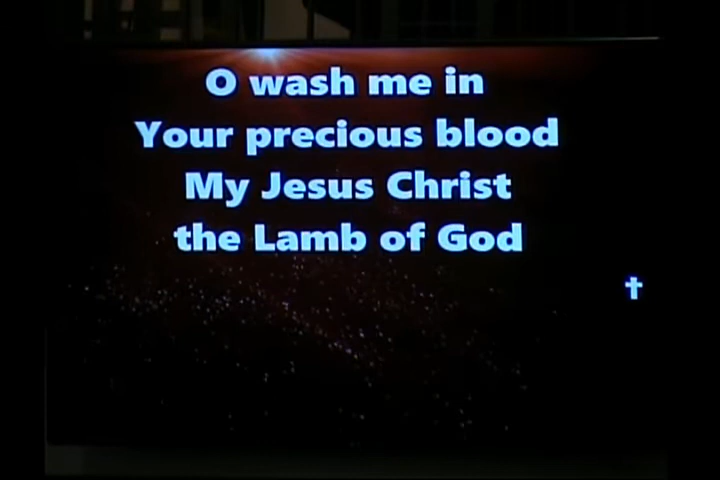 O wash me in
Your precious blood
My Jesus Christ
the Lamb of God
✝